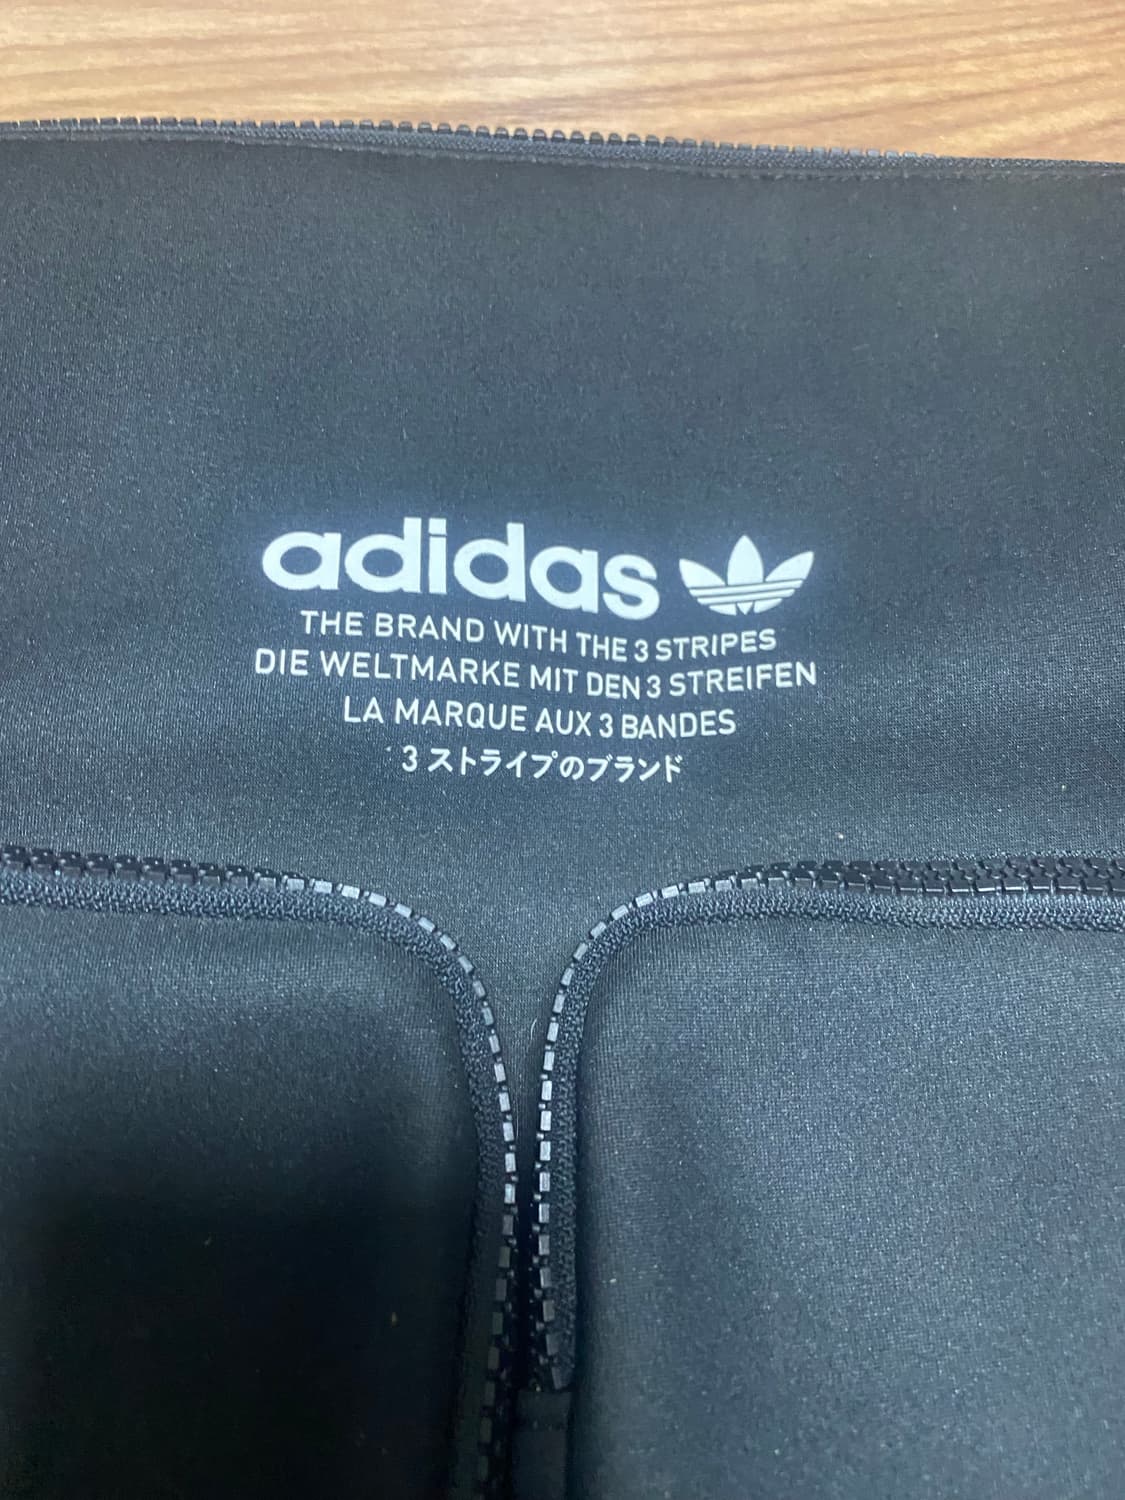 adidas
THE BRAND WITH THE 3 STRIPES
DIE WELTMARKE MIT DEN 3 STREIFEN
LA MARQUE AUX 3 BANDES
3 ストライプのブランド